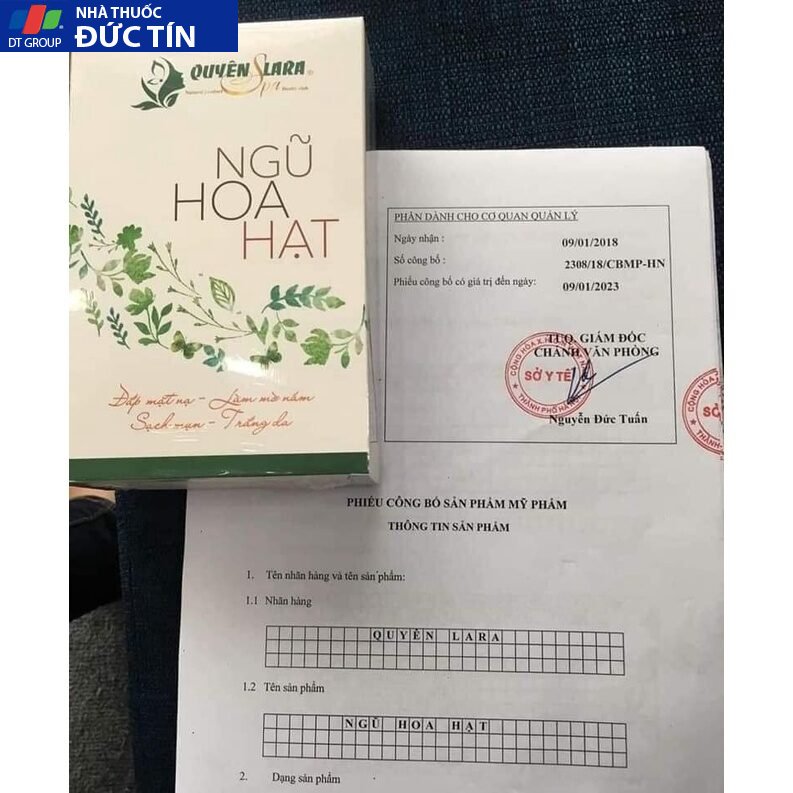 NHÀ THUỐC
ĐỨC TÍN
DT GROUP
QUYÊN LARA
Spa
NGŨ
HOA
HẠT
Đắp mặt nạ - Làm mờ nám
Sạch mụn - Trắng da
PHẦN DÀNH CHO CƠ QUAN QUẢN LÝ
Ngày nhận : 09/01/2018
Số công bố : 2308/18/CBMP-HN
Phiếu công bố có giá trị đến ngày: 09/01/2023
TUQ. GIÁM ĐỐC
CHÁNH VĂN PHÒNG
SỞ Y TẾ
Nguyễn Đức Tuấn
SỞ
PHIẾU CÔNG BỐ SẢN PHẨM MỸ PHẨM
THÔNG TIN SẢN PHẨM
1. Tên nhãn hàng và tên sản phẩm:
1.1 Nhãn hàng
QUYÊN LARA
1.2 Tên sản phẩm
NGŨ HOA HẠT
2. Dạng sản phẩm